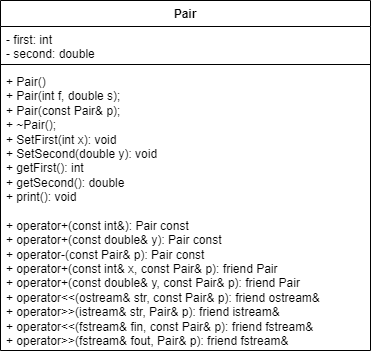 Pair
- first: int
- second: double
+ Pair()
+ Pair(int f, double s);
+ Pair(const Pair& p);
+ ~Pair();
+ SetFirst(int x): void
+ SetSecond(double y): void
+ getFirst(): int
+ getSecond(): double
+ print(): void
+ operator+(const int&): Pair const
+ operator+(const double& y): Pair const
+ operator-(const Pair& p): Pair const
+ operator+(const int& x, const Pair& p): friend Pair
+ operator+(const double& y, const Pair& p): friend Pair
+ operator<<(ostream& str, const Pair& p): friend ostream&
+ operator>>(istream& str, Pair& p): friend istream&
+ operator<<(fstream& fin, const Pair& p): friend fstream&
+ operator>>(fstream& fout, Pair& p): friend fstream&